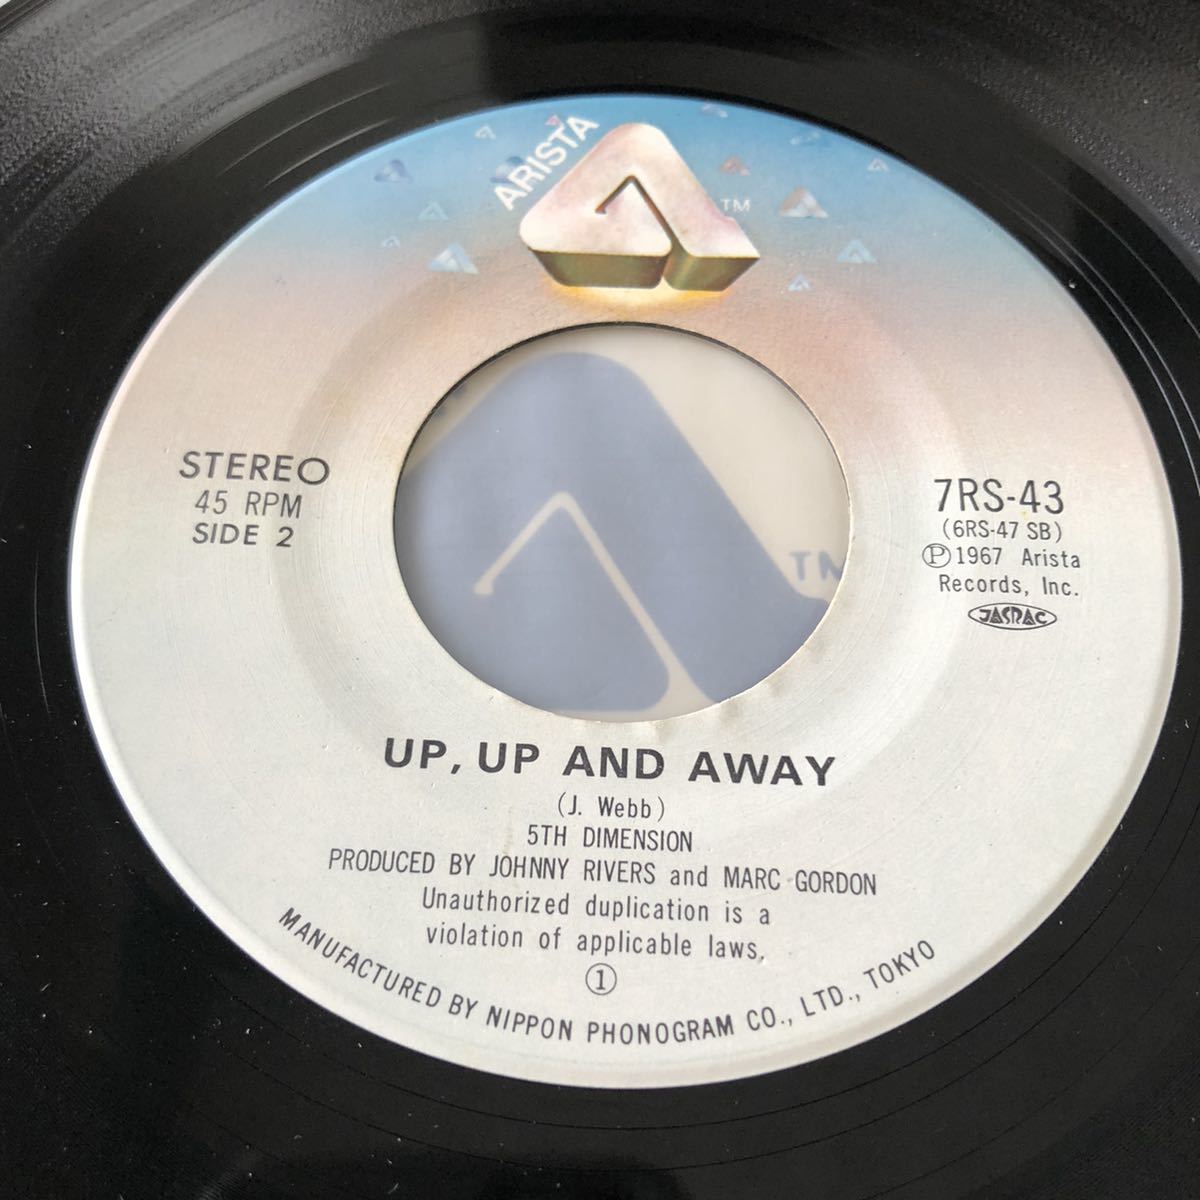 ARISTA
TM
STEREO
45 RPM
SIDE 2
7RS-43
(6RS-47 SB)
Ⓟ1967 Arista
Records, Inc.
JASRAC
TM
UP, UP AND AWAY
(J. Webb)
5TH DIMENSION
PRODUCED BY JOHNNY RIVERS and MARC GORDON
Unauthorized duplication is a
violation of applicable laws.
①
MANUFACTURED BY NIPPON PHONOGRAM CO., LTD., TOKYO